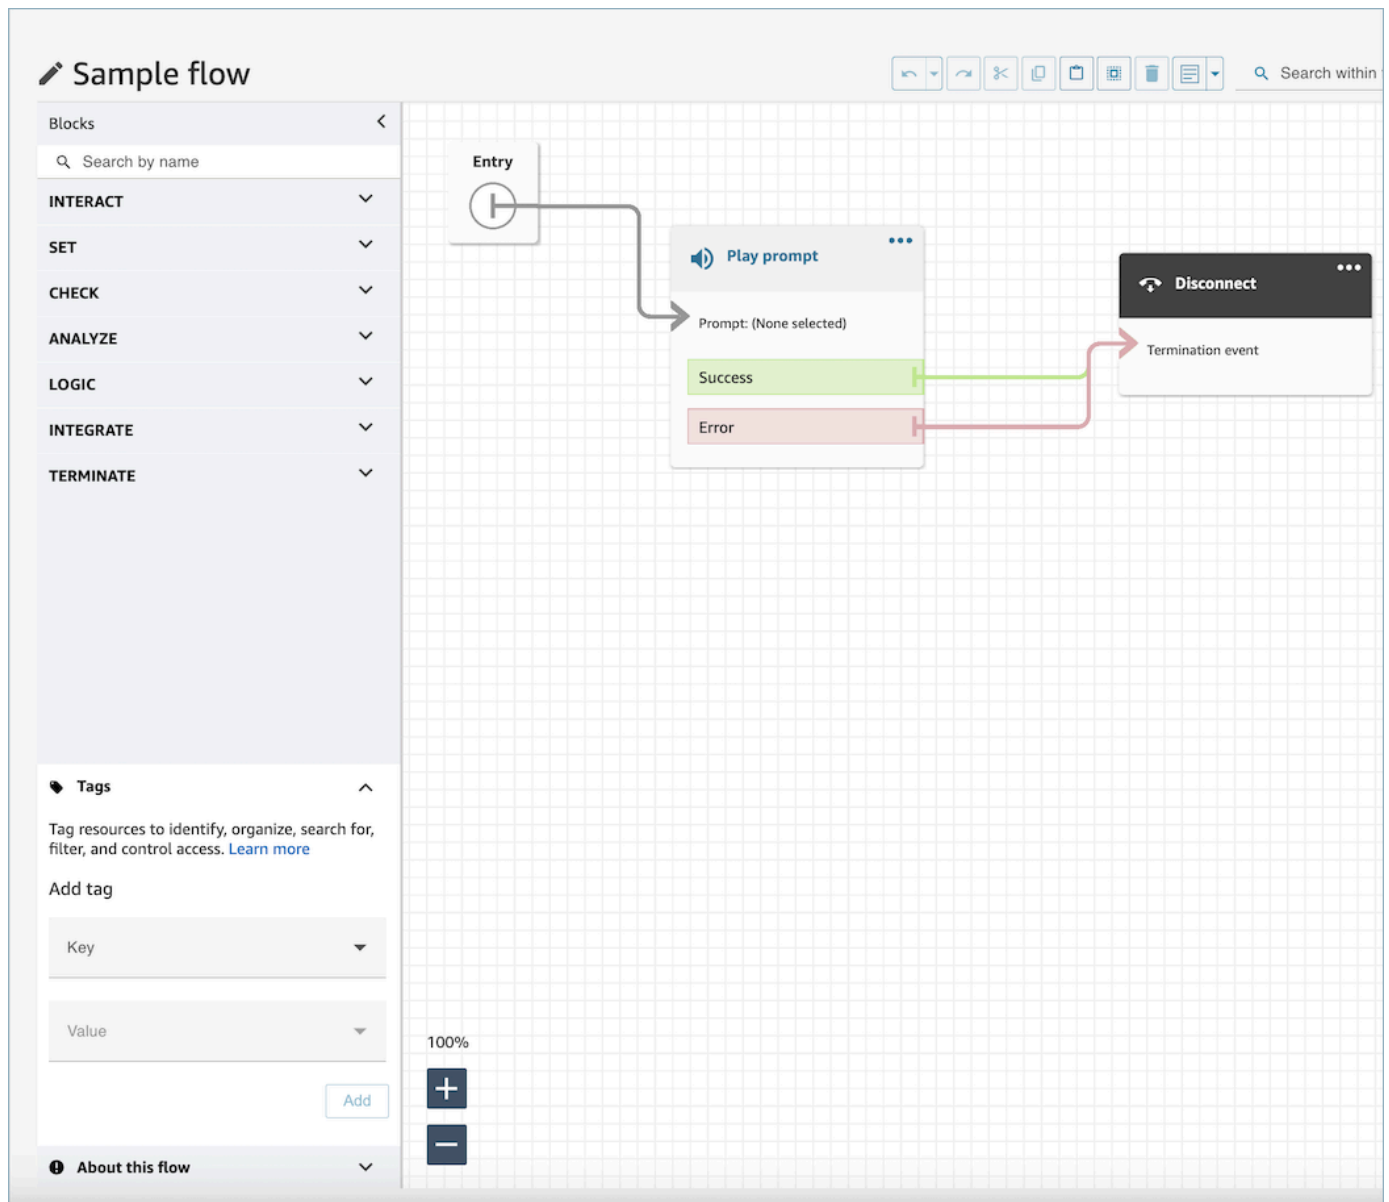 Sample flow
Search within
Blocks
Search by name
INTERACT
SET
CHECK
ANALYZE
LOGIC
INTEGRATE
TERMINATE
Tags
Tag resources to identify, organize, search for,
filter, and control access. Learn more
Add tag
Key
Value
Add
About this flow
Entry
Play prompt
Prompt: (None selected)
Success
Error
Disconnect
Termination event
100%